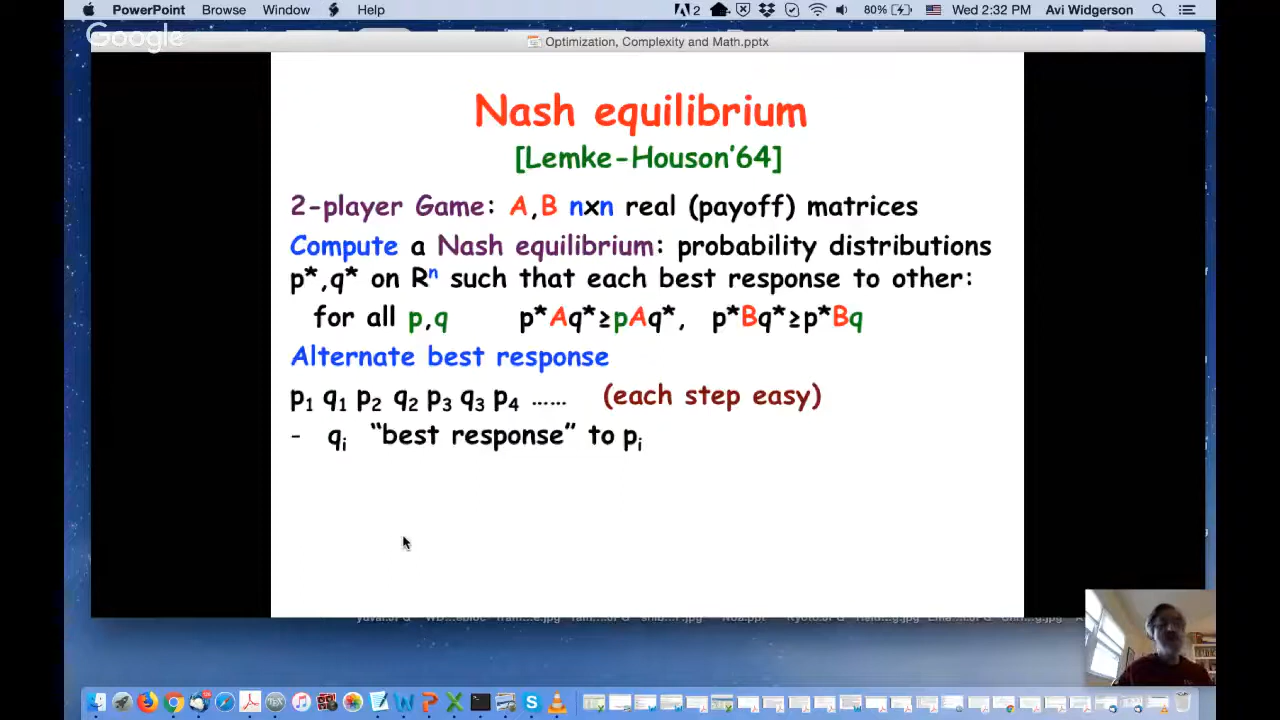 PowerPoint Browse Window Help 2 80% Wed 2:32 PM Avi Widgerson
Google
Optimization, Complexity and Math.pptx
Nash equilibrium
[Lemke-Houson'64]
2-player Game: A,B nxn real (payoff) matrices
Compute a Nash equilibrium: probability distributions
p*,q* on Rⁿ such that each best response to other:
for all p,q p*Aq*≥pAq*, p*Bq*≥p*Bq
Alternate best response
p₁ q₁ p₂ q₂ p₃ q₃ p₄ …… (each step easy)
- qᵢ “best response” to pᵢ